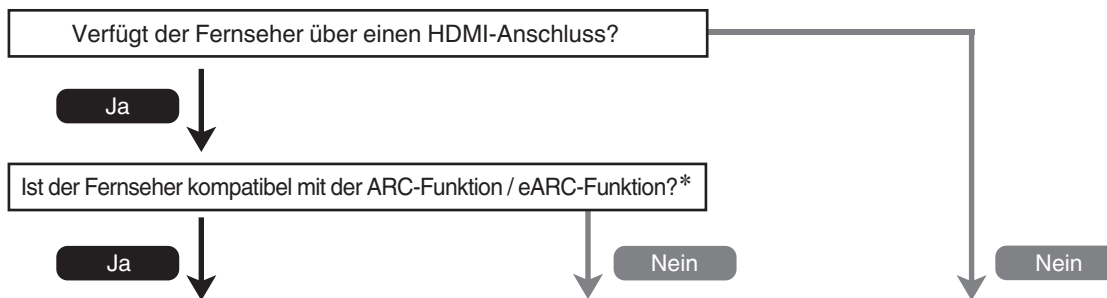 Verfügt der Fernseher über einen HDMI-Anschluss?
Ja
Ist der Fernseher kompatibel mit der ARC-Funktion / eARC-Funktion?*
Ja
Nein
Nein